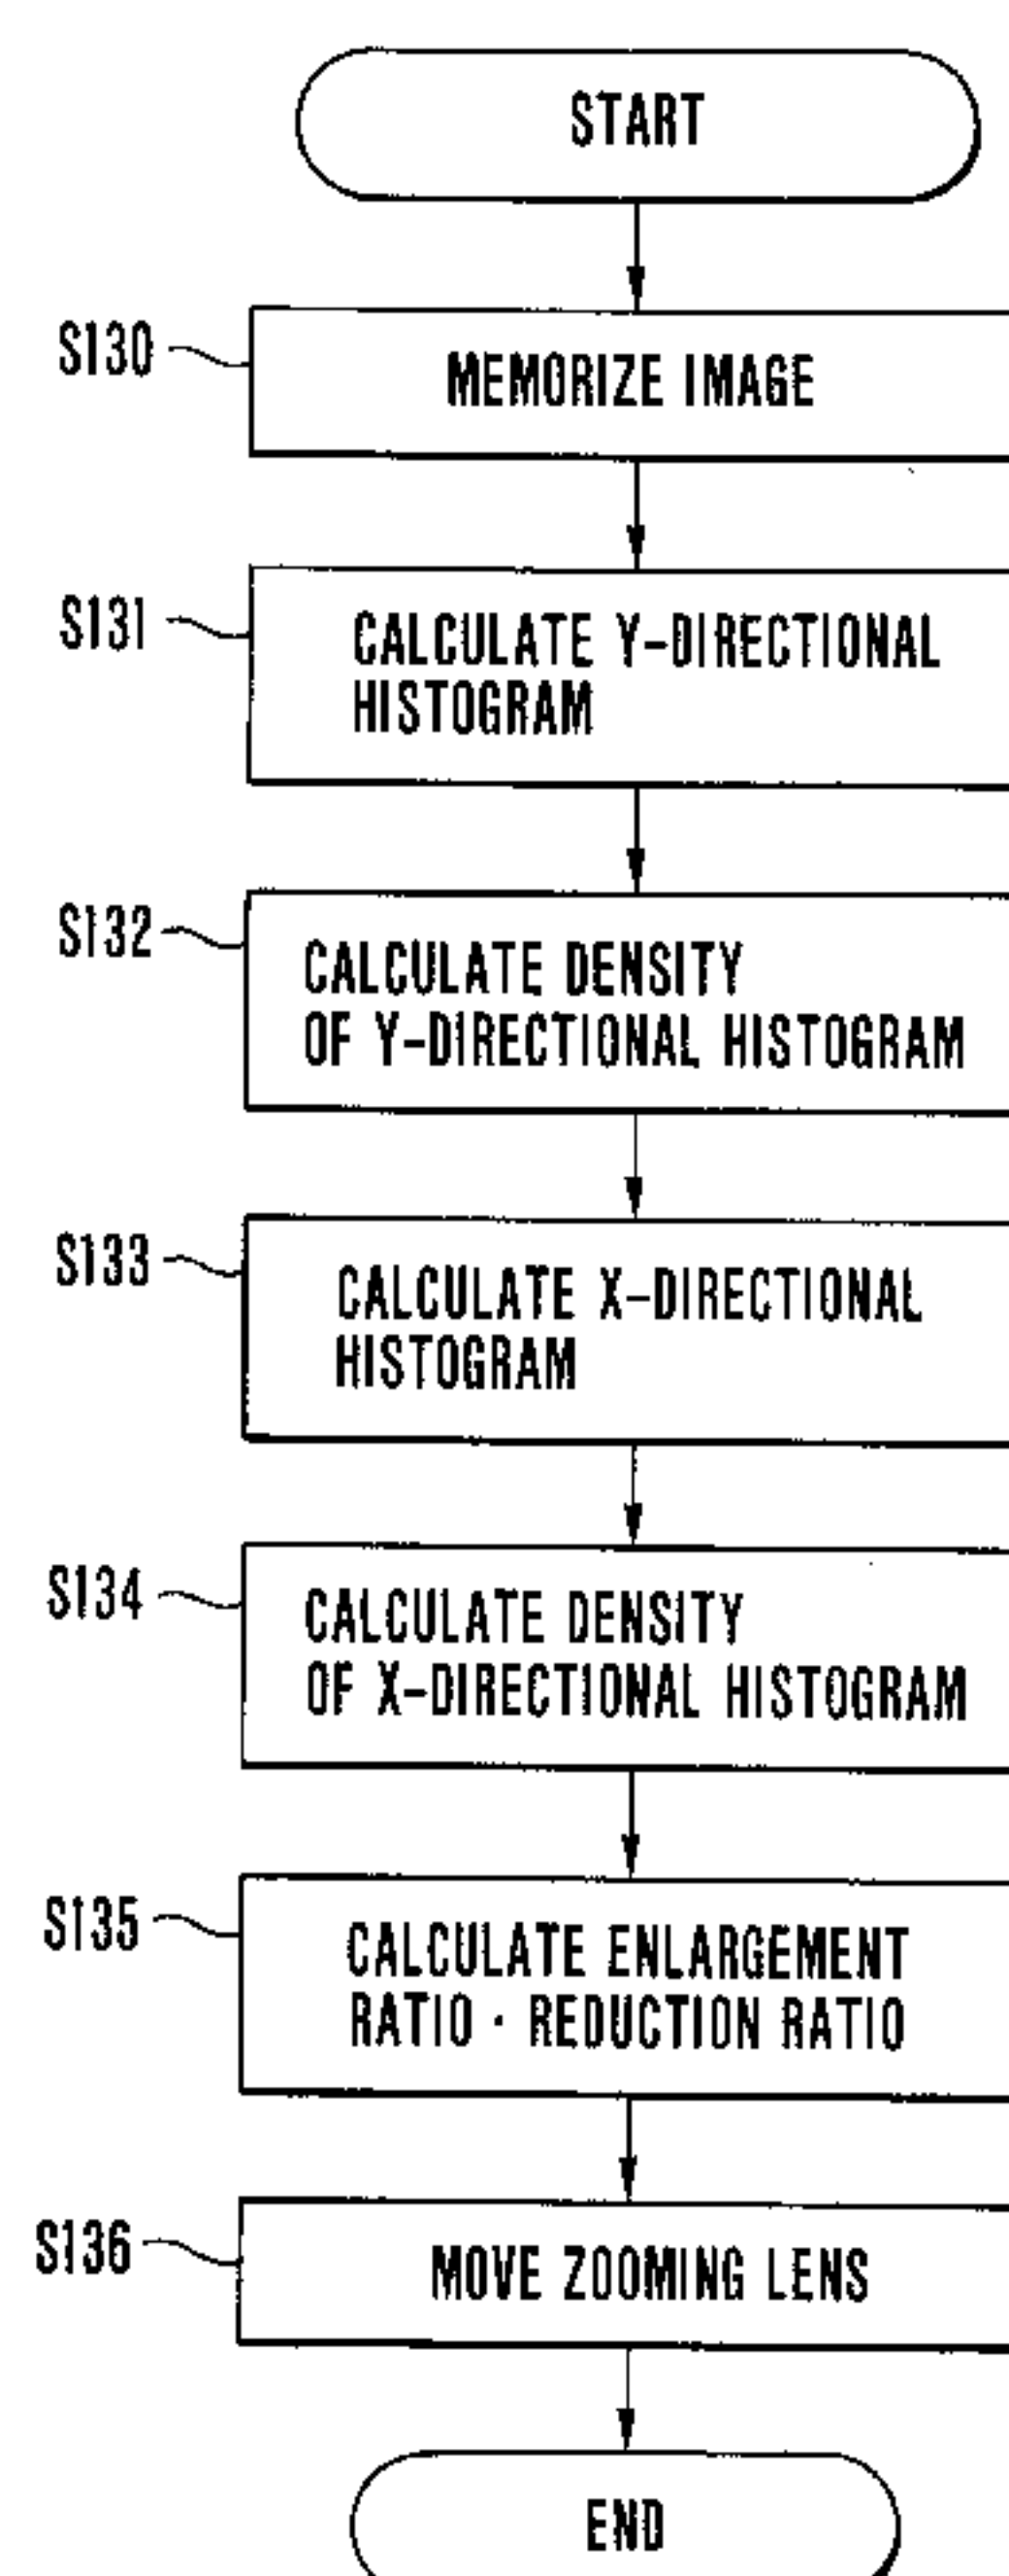 START
S130
MEMORIZE IMAGE
S131
CALCULATE Y-DIRECTIONAL
HISTOGRAM
S132
CALCULATE DENSITY
OF Y-DIRECTIONAL HISTOGRAM
S133
CALCULATE X-DIRECTIONAL
HISTOGRAM
S134
CALCULATE DENSITY
OF X-DIRECTIONAL HISTOGRAM
S135
CALCULATE ENLARGEMENT
RATIO · REDUCTION RATIO
S136
MOVE ZOOMING LENS
END